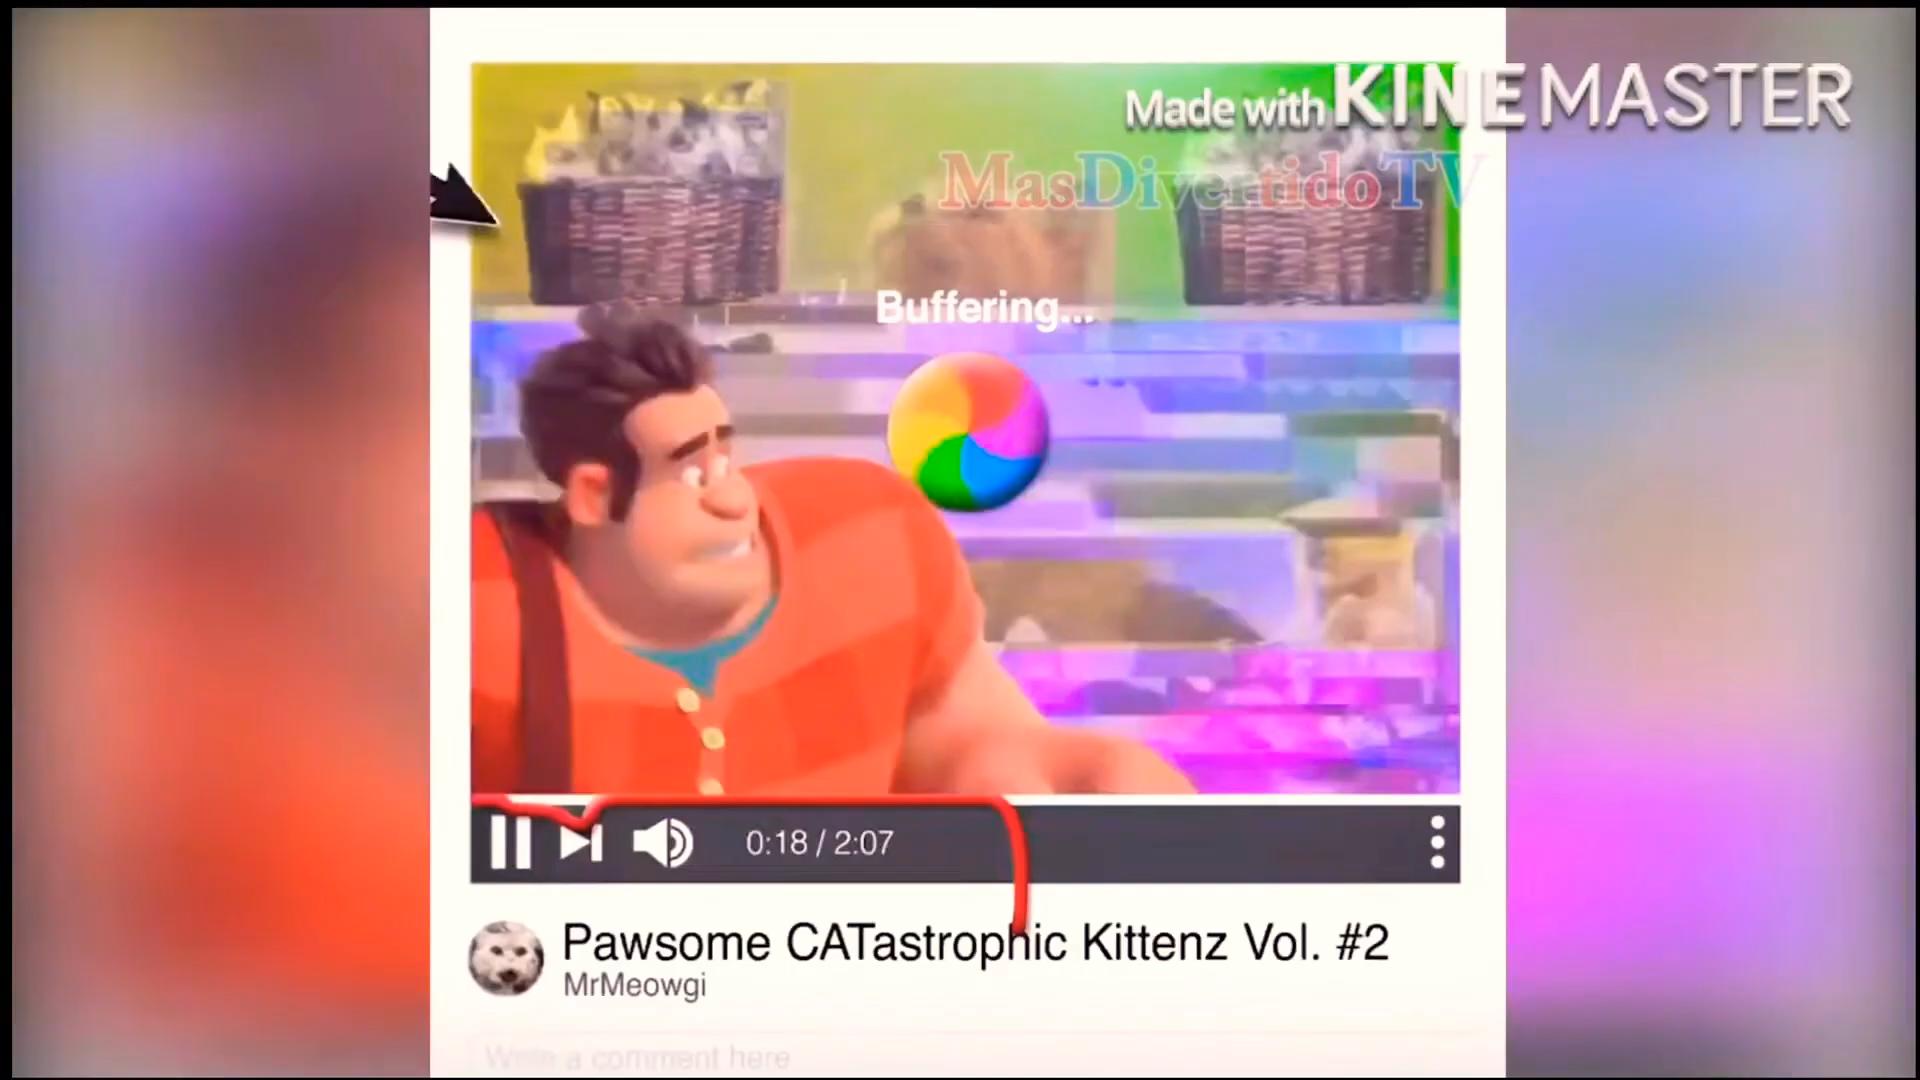 Made with KINEMASTER
MasDivertidoTV
Buffering...
0:18 / 2:07
Pawsome CATastrophic Kittenz Vol. #2
MrMeowgi
Write a comment here